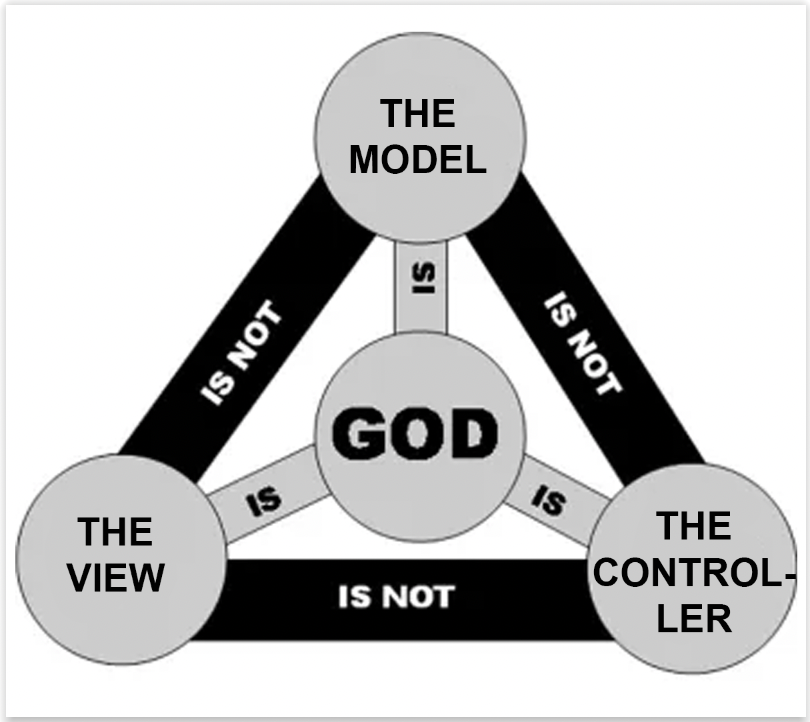 THE
MODEL
IS
IS NOT
IS NOT
GOD
IS
IS
THE
VIEW
IS NOT
THE
CONTROL-
LER